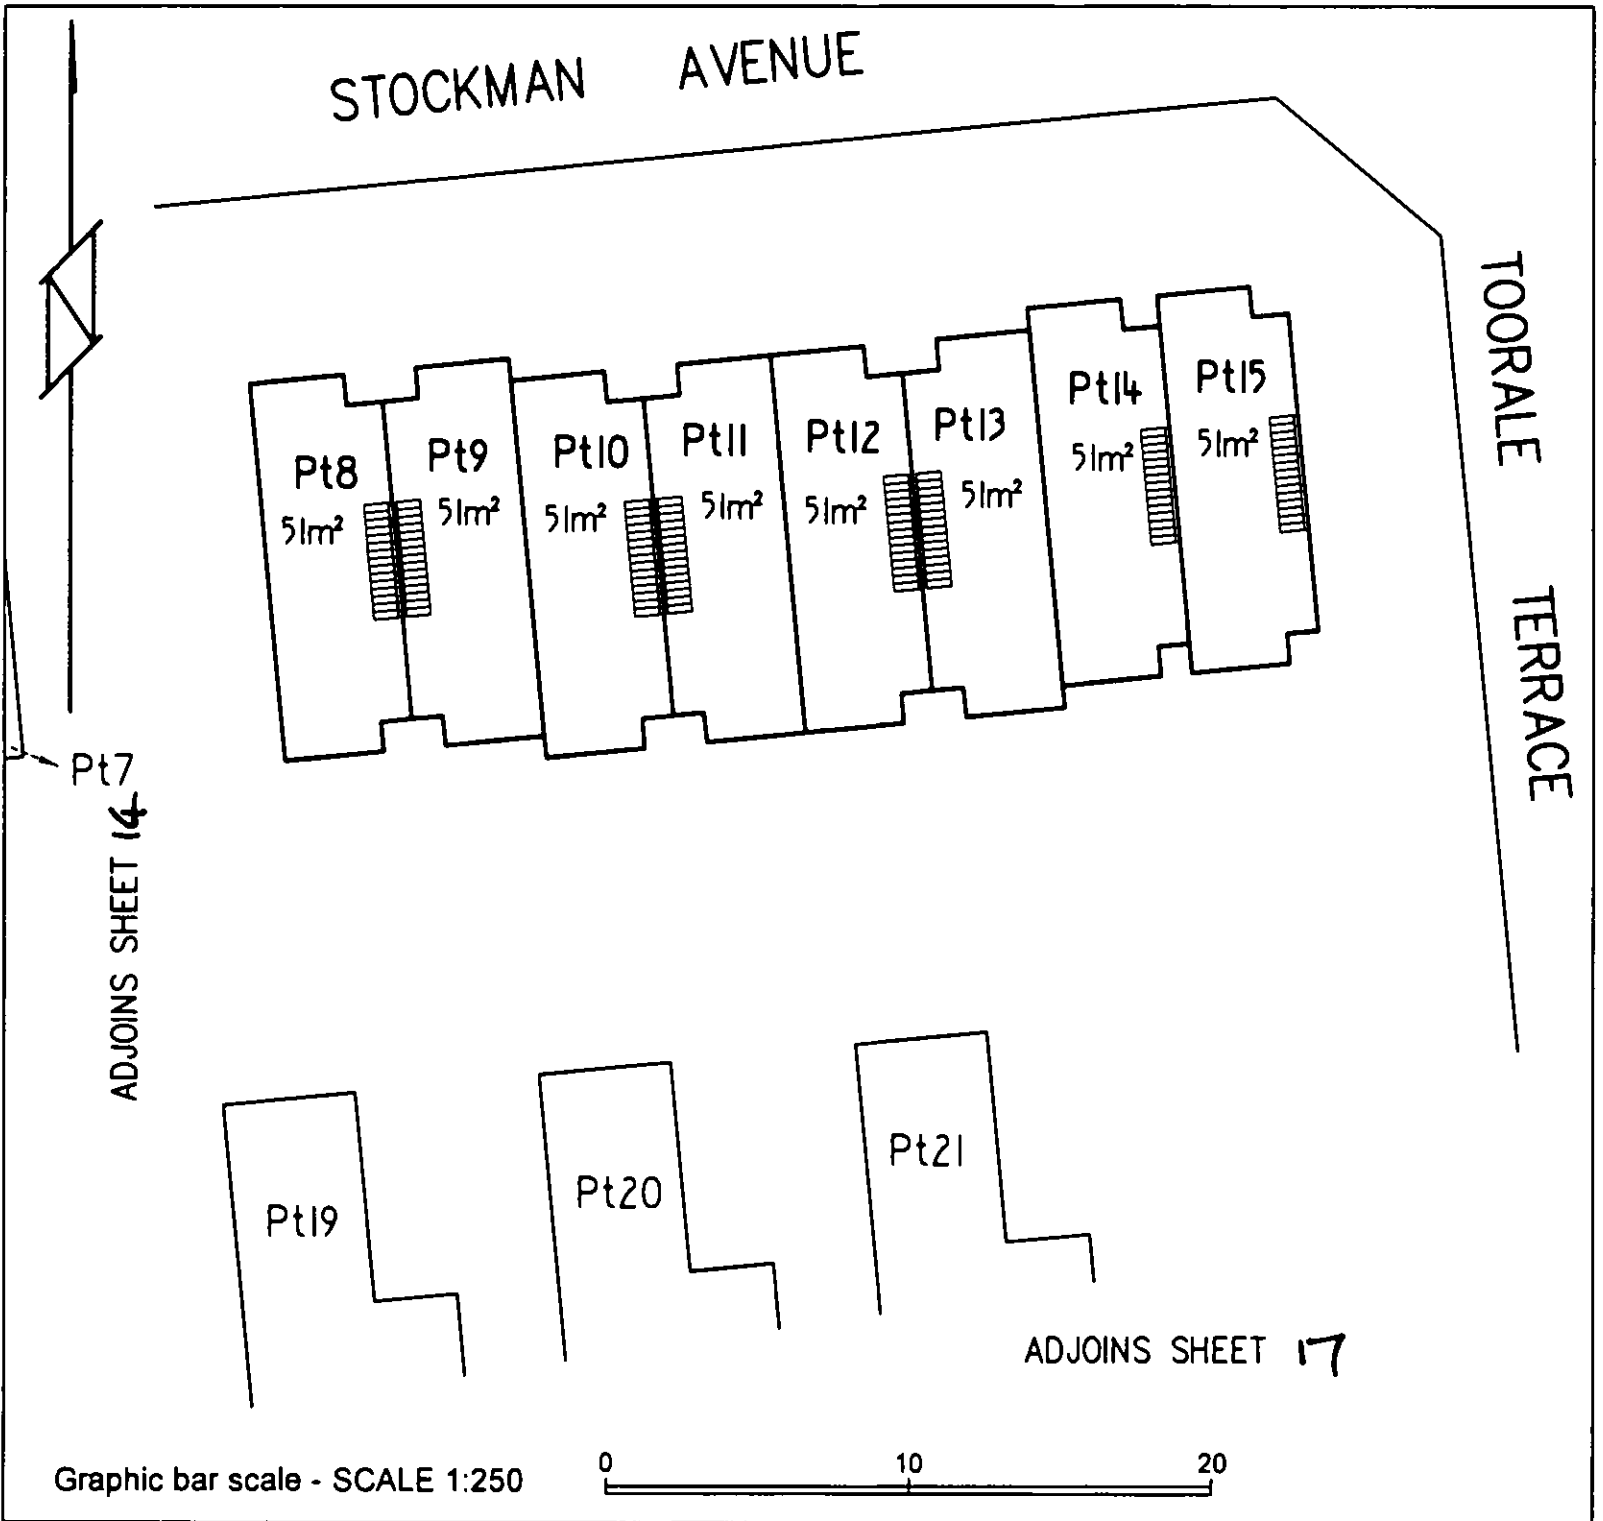 STOCKMAN AVENUE
TOORALE TERRACE
Pt8
51m²
Pt9
51m²
Pt10
51m²
Pt11
51m²
Pt12
51m²
Pt13
51m²
Pt14
51m²
Pt15
51m²
Pt7
ADJOINS SHEET 14
Pt19
Pt20
Pt21
ADJOINS SHEET 17
Graphic bar scale - SCALE 1:250
0 10 20